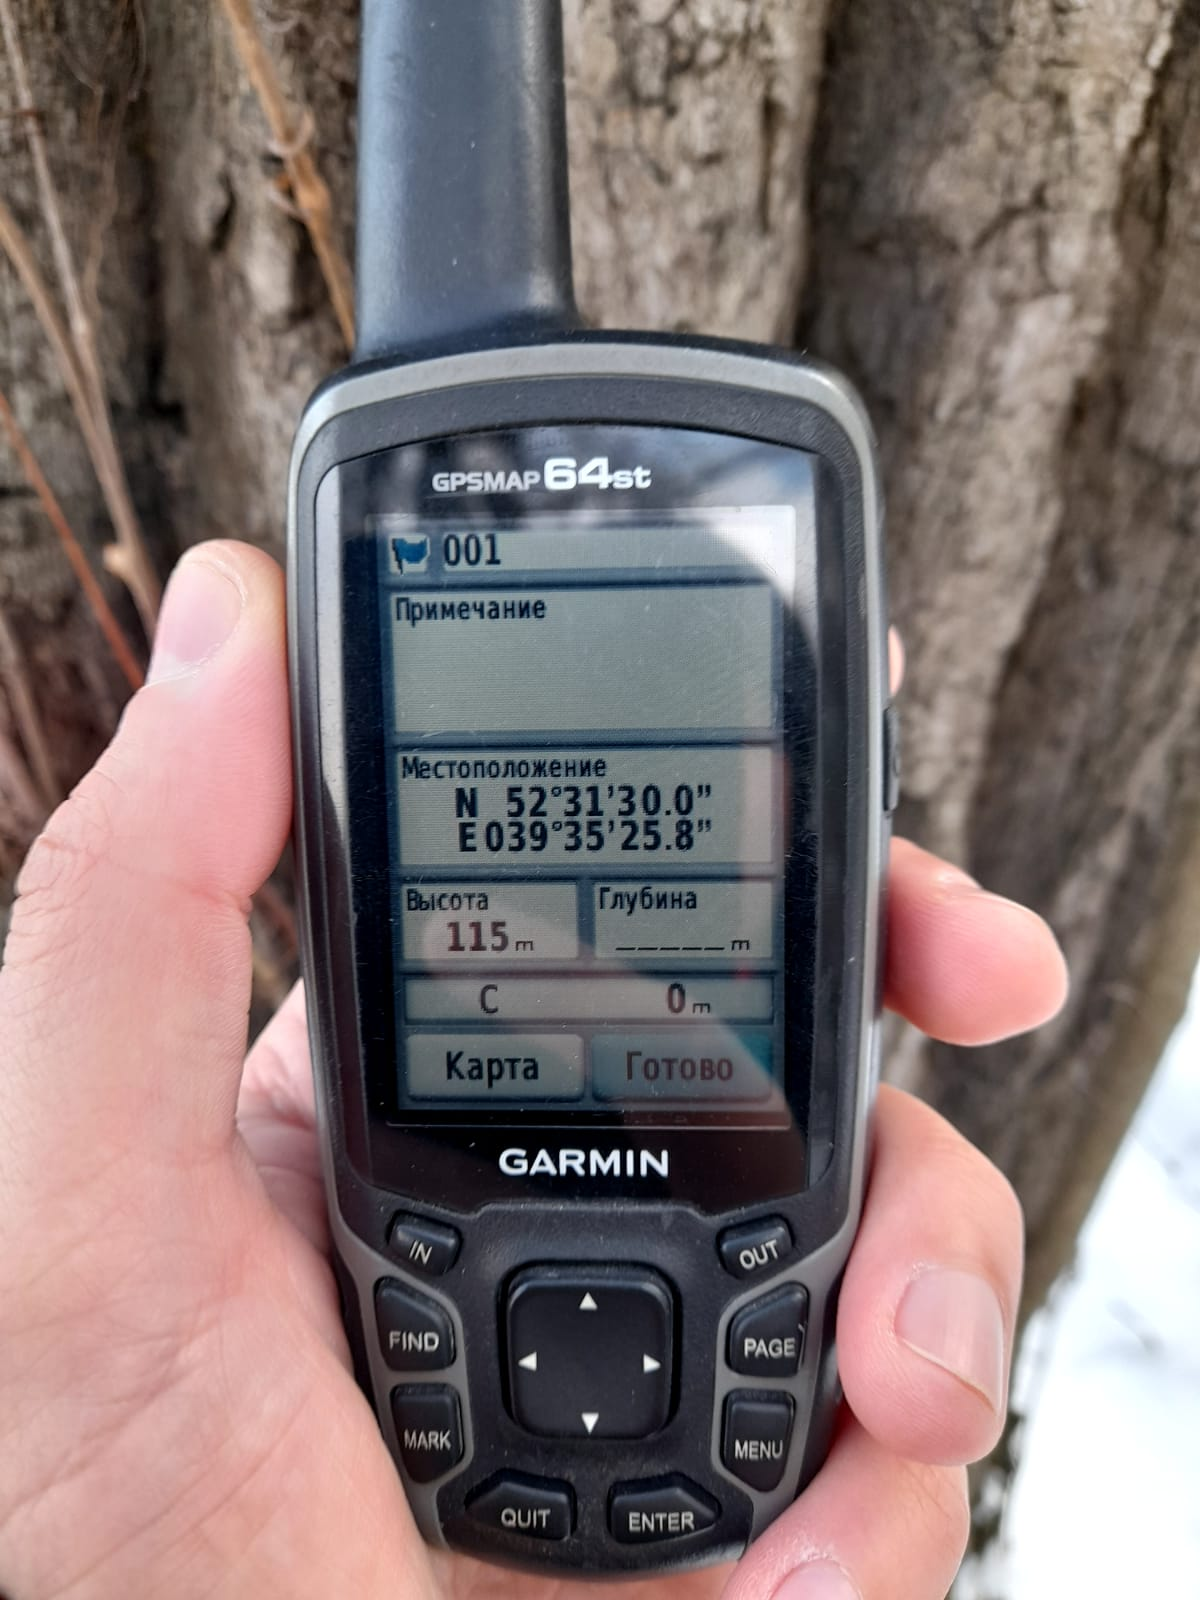 GPSMAP 64st
001
Примечание
Местоположение
N 52°31'30.0"
E 039°35'25.8"
Высота Глубина
115 m _____ m
С 0 m
Карта Готово
GARMIN
IN OUT
FIND PAGE
MARK MENU
QUIT ENTER